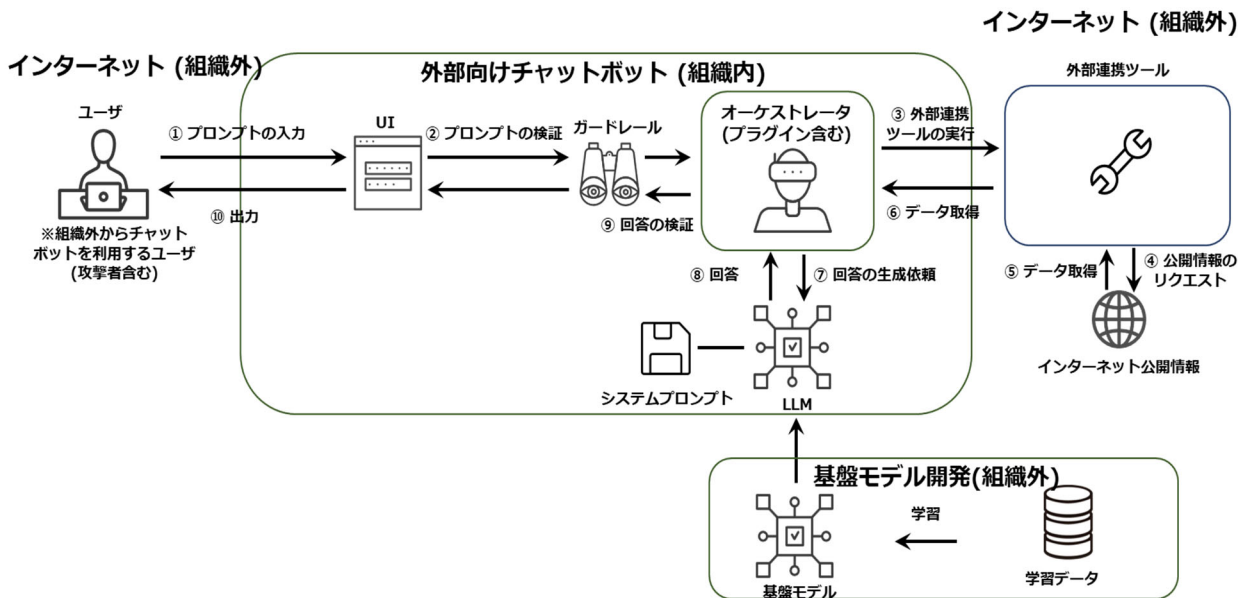 インターネット (組織外)
インターネット (組織外)
外部向けチャットボット (組織内)
外部連携ツール
ユーザ
① プロンプトの入力
UI
② プロンプトの検証
ガードレール
オーケストレータ
(プラグイン含む)
③ 外部連携
ツールの実行
⑩ 出力
⑨ 回答の検証
⑥ データ取得
※組織外からチャット
ボットを利用するユーザ
(攻撃者含む)
⑧ 回答
⑦ 回答の生成依頼
⑤ データ取得
④ 公開情報の
リクエスト
インターネット公開情報
システムプロンプト
LLM
基盤モデル開発(組織外)
学習
基盤モデル
学習データ